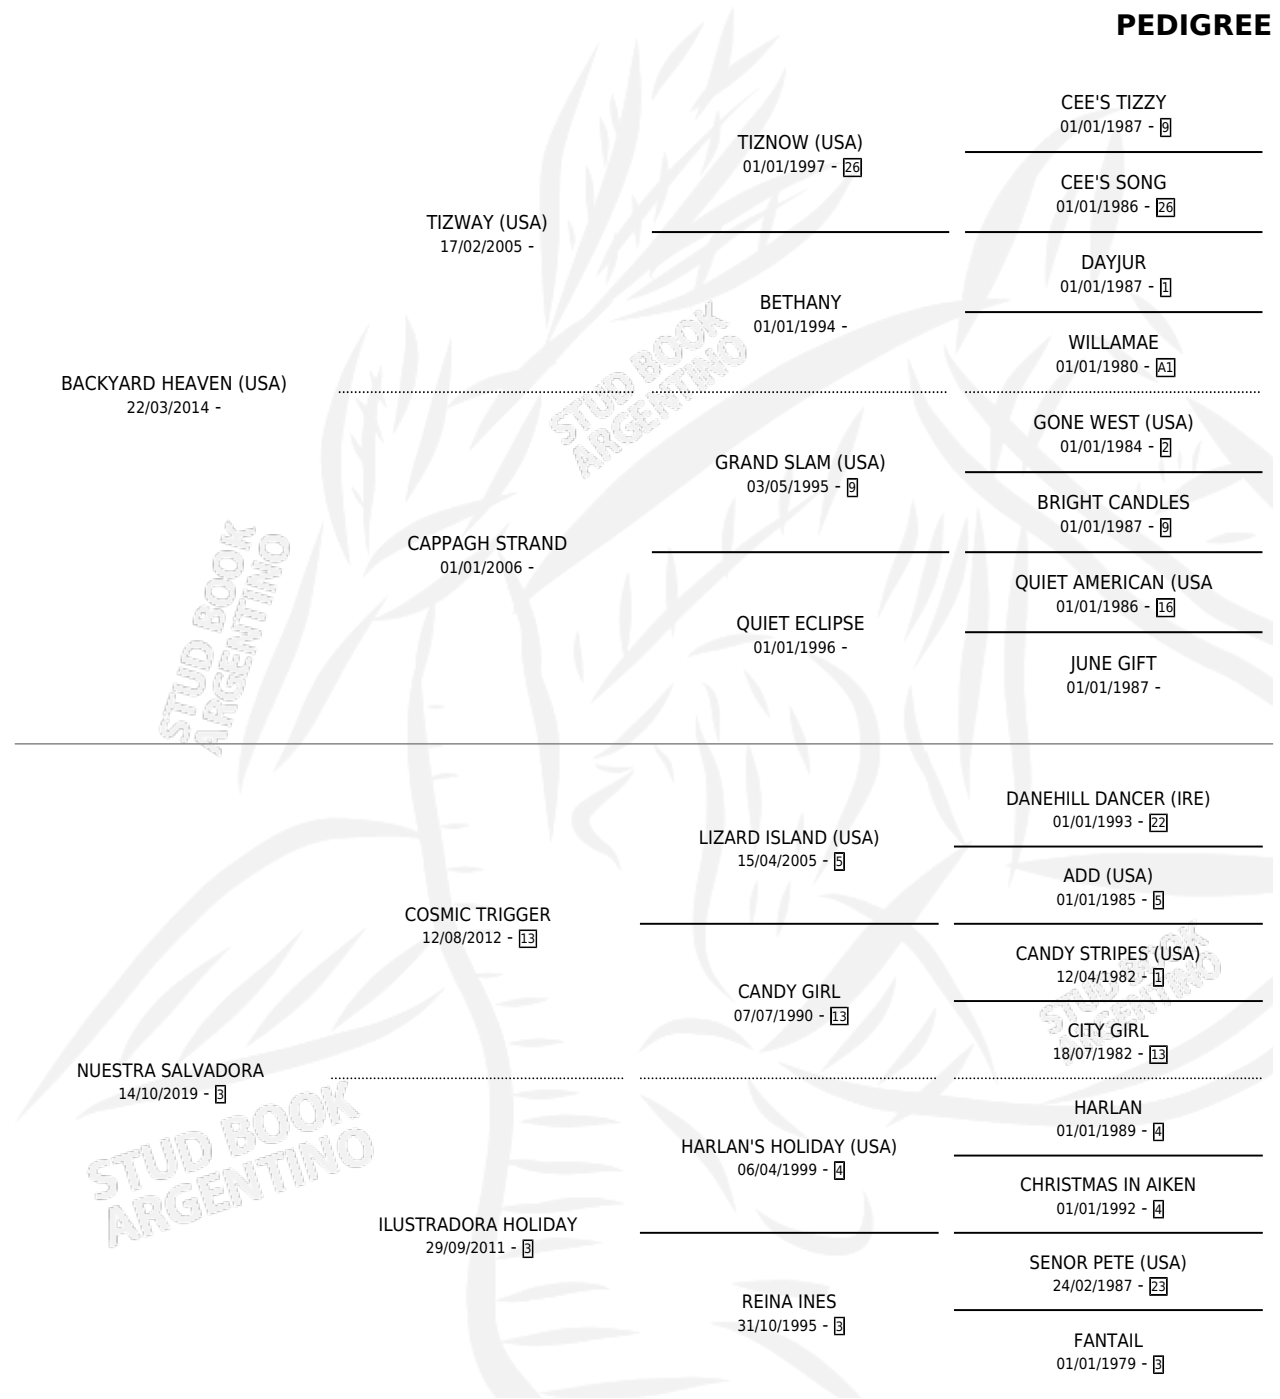 PEDIGREE
CEE'S TIZZY
01/01/1987 - 9
TIZNOW (USA)
01/01/1997 - 26
CEE'S SONG
01/01/1986 - 26
TIZWAY (USA)
17/02/2005 -
DAYJUR
01/01/1987 - 1
BETHANY
01/01/1994 -
WILLAMAE
01/01/1980 - A1
BACKYARD HEAVEN (USA)
22/03/2014 -
GONE WEST (USA)
01/01/1984 - 2
GRAND SLAM (USA)
03/05/1995 - 9
BRIGHT CANDLES
01/01/1987 - 9
CAPPAGH STRAND
01/01/2006 -
QUIET AMERICAN (USA
01/01/1986 - 16
QUIET ECLIPSE
01/01/1996 -
JUNE GIFT
01/01/1987 -
DANEHILL DANCER (IRE)
01/01/1993 - 22
LIZARD ISLAND (USA)
15/04/2005 - 5
ADD (USA)
01/01/1985 - 5
COSMIC TRIGGER
12/08/2012 - 13
CANDY STRIPES (USA)
12/04/1982 - 1
CANDY GIRL
07/07/1990 - 13
CITY GIRL
18/07/1982 - 13
NUESTRA SALVADORA
14/10/2019 - 3
HARLAN
01/01/1989 - 4
HARLAN'S HOLIDAY (USA)
06/04/1999 - 4
CHRISTMAS IN AIKEN
01/01/1992 - 4
ILUSTRADORA HOLIDAY
29/09/2011 - 3
SENOR PETE (USA)
24/02/1987 - 23
REINA INES
31/10/1995 - 3
FANTAIL
01/01/1979 - 3
STUD BOOK
ARGENTINO
STUD BOOK
ARGENTINO
STUD BOOK
ARGENTINO
STUD BOOK
ARGENTINO